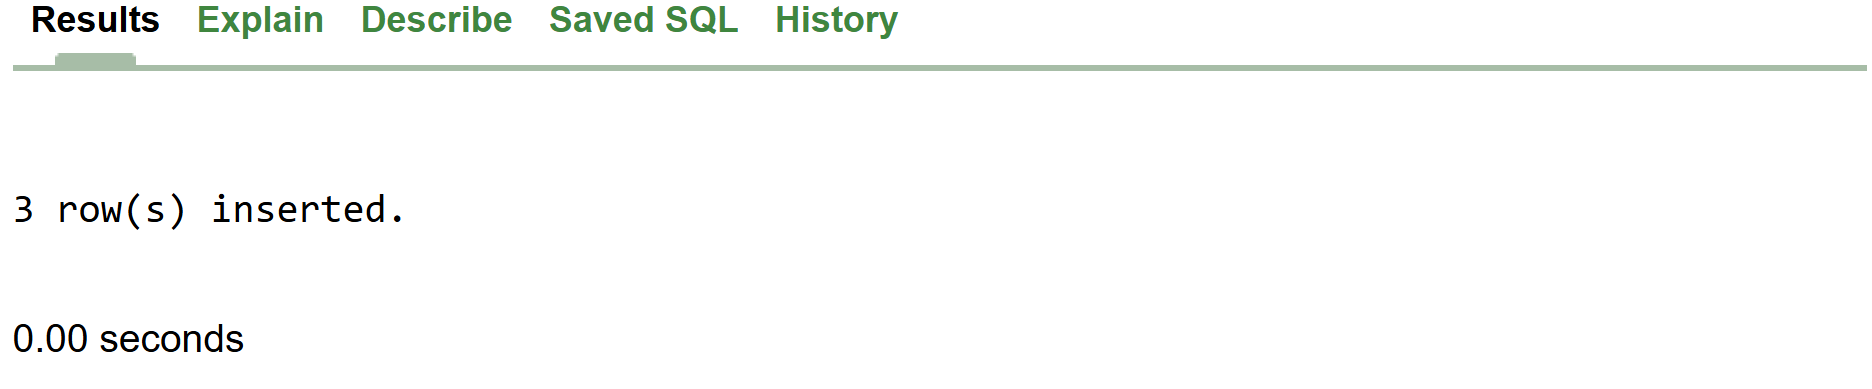 Results Explain Describe Saved SQL History
3 row(s) inserted.
0.00 seconds